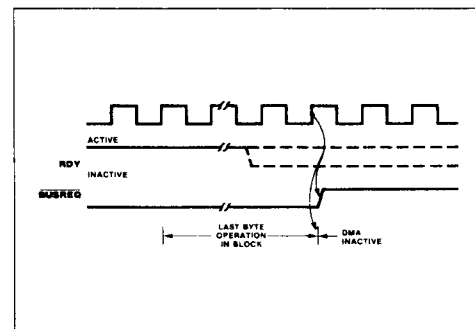 ACTIVE
RDY
INACTIVE
BUSREQ
LAST BYTE
OPERATION
IN BLOCK
DMA
INACTIVE